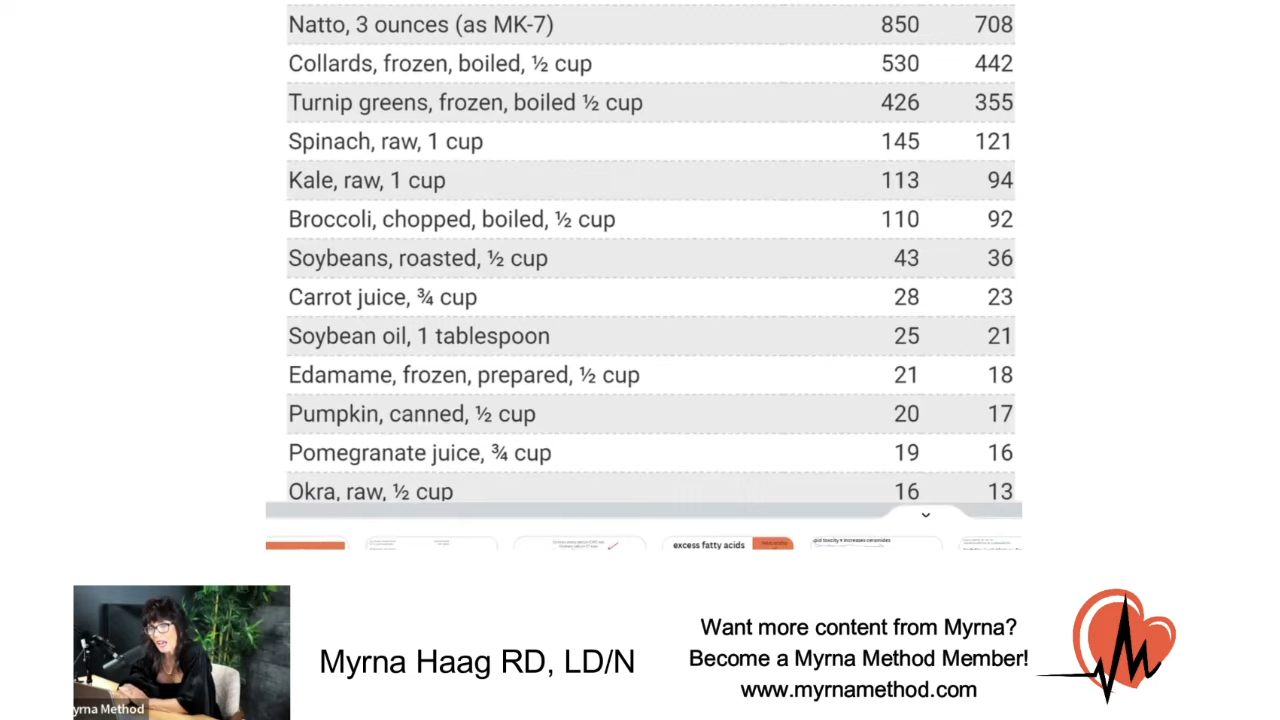 Natto, 3 ounces (as MK-7) 850 708
Collards, frozen, boiled, ½ cup 530 442
Turnip greens, frozen, boiled ½ cup 426 355
Spinach, raw, 1 cup 145 121
Kale, raw, 1 cup 113 94
Broccoli, chopped, boiled, ½ cup 110 92
Soybeans, roasted, ½ cup 43 36
Carrot juice, ¾ cup 28 23
Soybean oil, 1 tablespoon 25 21
Edamame, frozen, prepared, ½ cup 21 18
Pumpkin, canned, ½ cup 20 17
Pomegranate juice, ¾ cup 19 16
Okra, raw, ½ cup 16 13
excess fatty acids
yrna Method
Myrna Haag RD, LD/N
Want more content from Myrna?
Become a Myrna Method Member!
www.myrnamethod.com